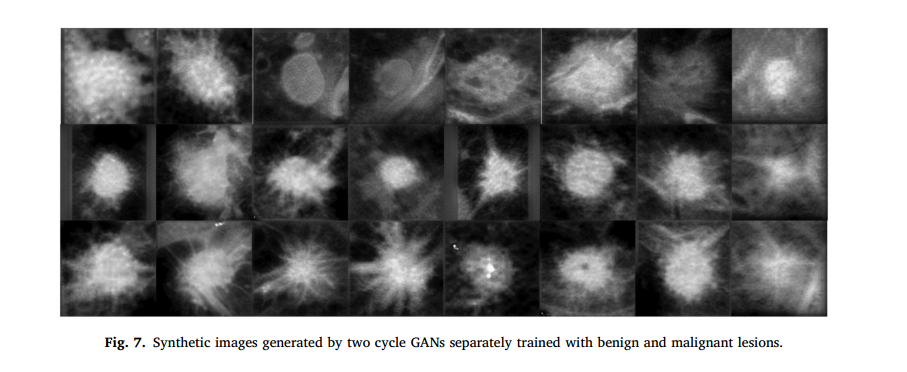 Fig. 7. Synthetic images generated by two cycle GANs separately trained with benign and malignant lesions.